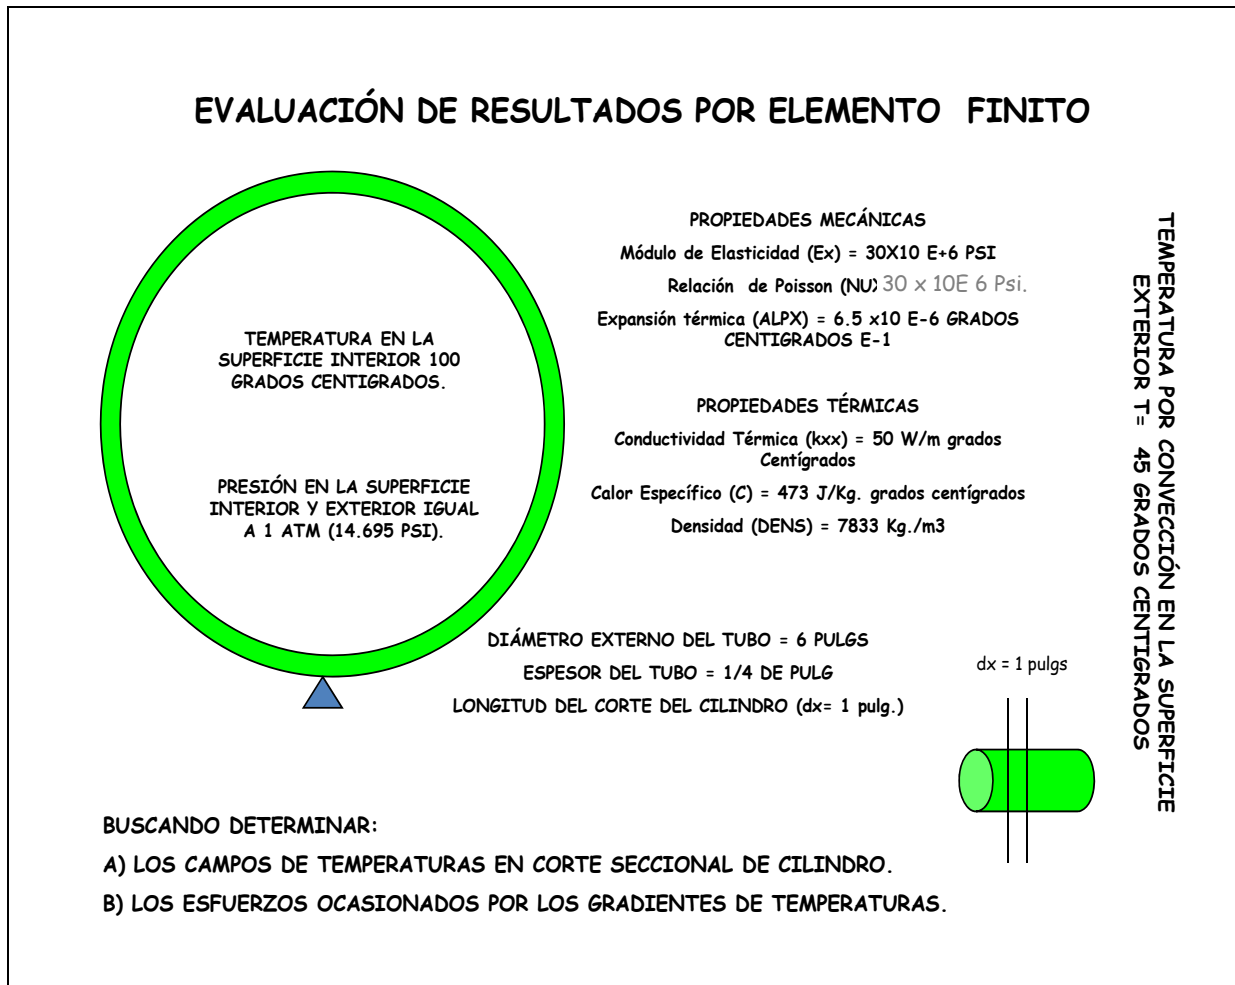 EVALUACIÓN DE RESULTADOS POR ELEMENTO FINITO
TEMPERATURA EN LA
SUPERFICIE INTERIOR 100
GRADOS CENTIGRADOS.
PRESIÓN EN LA SUPERFICIE
INTERIOR Y EXTERIOR IGUAL
A 1 ATM (14.695 PSI).
PROPIEDADES MECÁNICAS
Módulo de Elasticidad (Ex) = 30X10 E+6 PSI
Relación de Poisson (NU
30 x 10E 6 Psi.
Expansión térmica (ALPX) = 6.5 x10 E-6 GRADOS
CENTIGRADOS E-1
PROPIEDADES TÉRMICAS
Conductividad Térmica (kxx) = 50 W/m grados
Centígrados
Calor Específico (C) = 473 J/Kg. grados centígrados
Densidad (DENS) = 7833 Kg./m3
TEMPERATURA POR CONVECCIÓN EN LA SUPERFICIE
EXTERIOR T= 45 GRADOS CENTIGRADOS
DIÁMETRO EXTERNO DEL TUBO = 6 PULGS
ESPESOR DEL TUBO = 1/4 DE PULG
LONGITUD DEL CORTE DEL CILINDRO (dx= 1 pulg.)
dx = 1 pulgs
BUSCANDO DETERMINAR:
A) LOS CAMPOS DE TEMPERATURAS EN CORTE SECCIONAL DE CILINDRO.
B) LOS ESFUERZOS OCASIONADOS POR LOS GRADIENTES DE TEMPERATURAS.